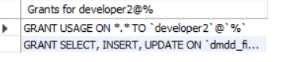 Grants for developer2@%
GRANT USAGE ON *.* TO `developer2`@`%`
GRANT SELECT, INSERT, UPDATE ON `dmdd_fi...